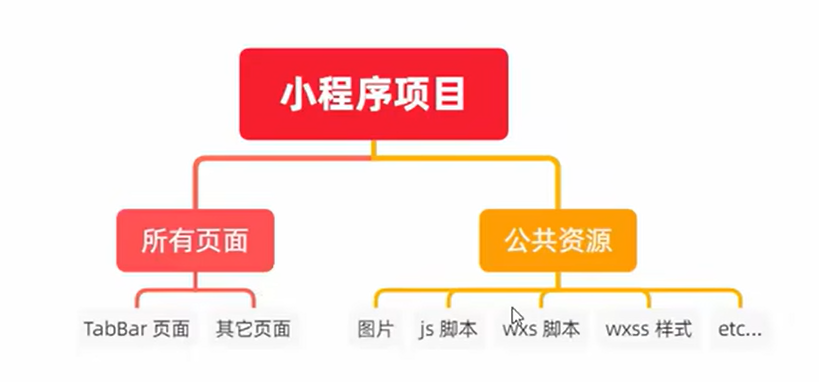 小程序项目
所有页面
公共资源
TabBar 页面
其它页面
图片
js 脚本
wxs 脚本
wxss 样式
etc...